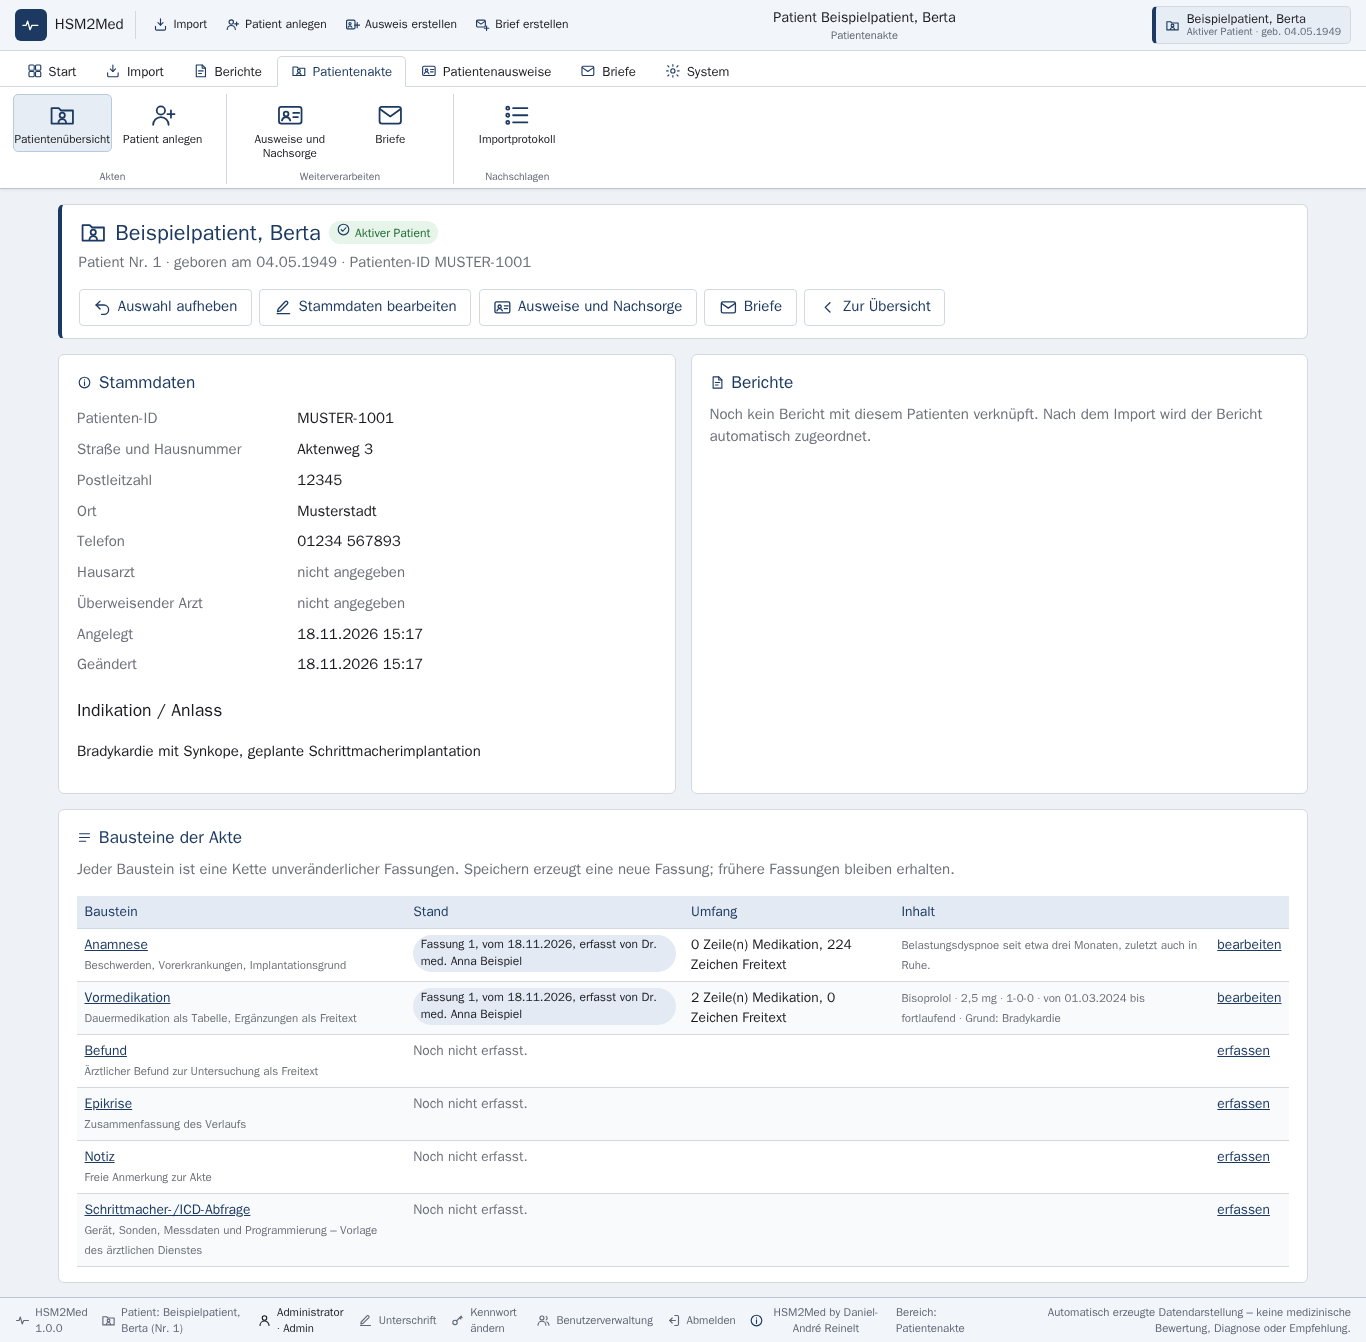 HSM2Med
Import
Patient anlegen
Ausweis erstellen
Brief erstellen
Patient Beispielpatient, Berta
Patientenakte
Beispielpatient, Berta
Aktiver Patient · geb. 04.05.1949
Start
Import
Berichte
Patientenakte
Patientenausweise
Briefe
System
Patientenübersicht
Patient anlegen
Akten
Ausweise und
Nachsorge
Briefe
Weiterverarbeiten
Importprotokoll
Nachschlagen
Beispielpatient, Berta
Aktiver Patient
Patient Nr. 1 · geboren am 04.05.1949 · Patienten-ID MUSTER-1001
Auswahl aufheben
Stammdaten bearbeiten
Ausweise und Nachsorge
Briefe
Zur Übersicht
Stammdaten
Patienten-ID MUSTER-1001
Straße und Hausnummer Aktenweg 3
Postleitzahl 12345
Ort Musterstadt
Telefon 01234 567893
Hausarzt nicht angegeben
Überweisender Arzt nicht angegeben
Angelegt 18.11.2026 15:17
Geändert 18.11.2026 15:17
Indikation / Anlass
Bradykardie mit Synkope, geplante Schrittmacherimplantation
Berichte
Noch kein Bericht mit diesem Patienten verknüpft. Nach dem Import wird der Bericht
automatisch zugeordnet.
Bausteine der Akte
Jeder Baustein ist eine Kette unveränderlicher Fassungen. Speichern erzeugt eine neue Fassung; frühere Fassungen bleiben erhalten.
Baustein Stand Umfang Inhalt
Anamnese
Beschwerden, Vorerkrankungen, Implantationsgrund
Fassung 1, vom 18.11.2026, erfasst von Dr.
med. Anna Beispiel
0 Zeile(n) Medikation, 224
Zeichen Freitext
Belastungsdyspnoe seit etwa drei Monaten, zuletzt auch in
Ruhe.
bearbeiten
Vormedikation
Dauermedikation als Tabelle, Ergänzungen als Freitext
Fassung 1, vom 18.11.2026, erfasst von Dr.
med. Anna Beispiel
2 Zeile(n) Medikation, 0
Zeichen Freitext
Bisoprolol · 2,5 mg · 1-0-0 · von 01.03.2024 bis
fortlaufend · Grund: Bradykardie
bearbeiten
Befund
Ärztlicher Befund zur Untersuchung als Freitext
Noch nicht erfasst.
erfassen
Epikrise
Zusammenfassung des Verlaufs
Noch nicht erfasst.
erfassen
Notiz
Freie Anmerkung zur Akte
Noch nicht erfasst.
erfassen
Schrittmacher-/ICD-Abfrage
Gerät, Sonden, Messdaten und Programmierung – Vorlage
des ärztlichen Dienstes
Noch nicht erfasst.
erfassen
HSM2Med
1.0.0
Patient: Beispielpatient,
Berta (Nr. 1)
Administrator
· Admin
Unterschrift
Kennwort
ändern
Benutzerverwaltung
Abmelden
HSM2Med by Daniel-
André Reinelt
Bereich:
Patientenakte
Automatisch erzeugte Datendarstellung – keine medizinische
Bewertung, Diagnose oder Empfehlung.